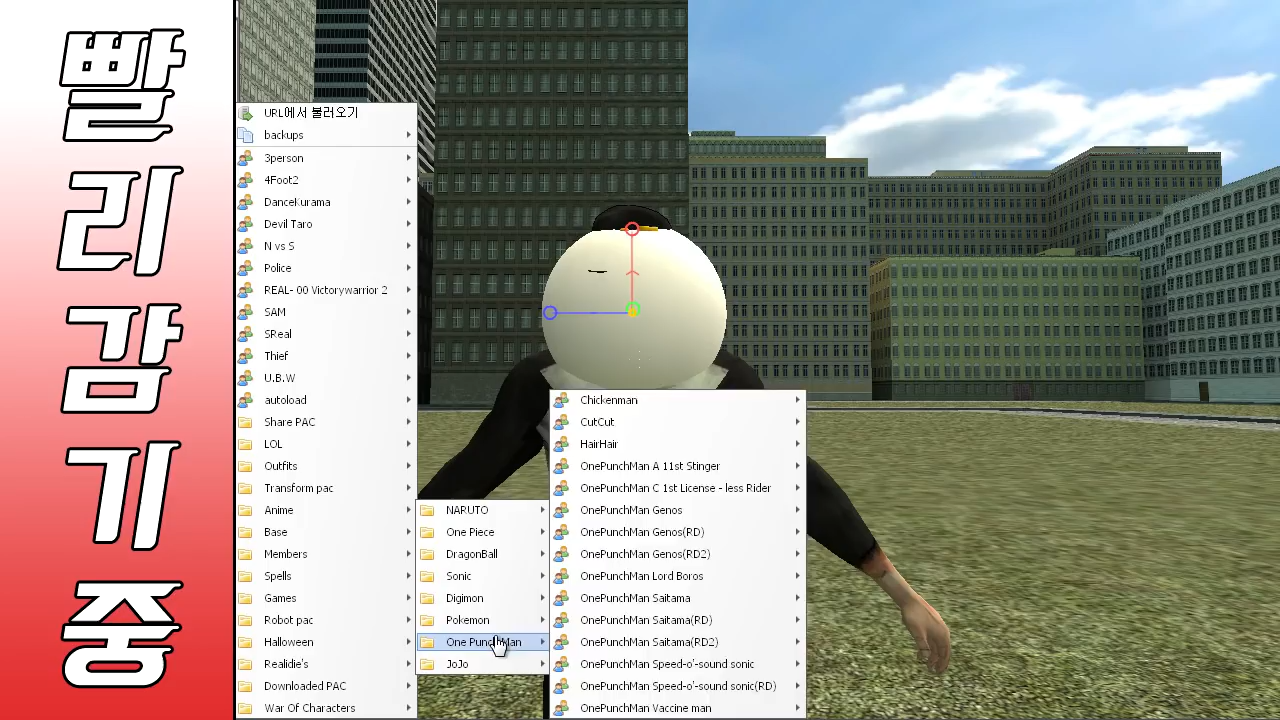 빨
리
감
기
중
URL에서 불러오기
backups
3person
4Foot2
DanceKurama
Devil Taro
N vs S
Police
REAL- 00 Victorywarrior 2
SAM
SReal
Thief
U.B.W
autoload
Share PAC
LOL
Outfits
Transform pac
Anime
Base
Members
Spell
Games
Robot pac
Halloween
Downloaded PAC
War Of Characters
NARUTO
One Piece
DragonBall
Sonic
Digimon
Pokemon
One PunchMan
JoJo
Chickenman
CutCut
HairHair
OnePunchMan A 11st Stinger
OnePunchMan C 1st License - less Rider
OnePunchMan Genos
OnePunchMan Genos(RD)
OnePunchMan Genos(RD2)
OnePunchMan Lord Boros
OnePunchMan Saitama
OnePunchMan Saitama(RD)
OnePunchMan Saitama(RD2)
OnePunchMan Speed-o'-sound sonic
OnePunchMan Speed-o'-sound sonic(RD)
OnePunchMan Vaccine man